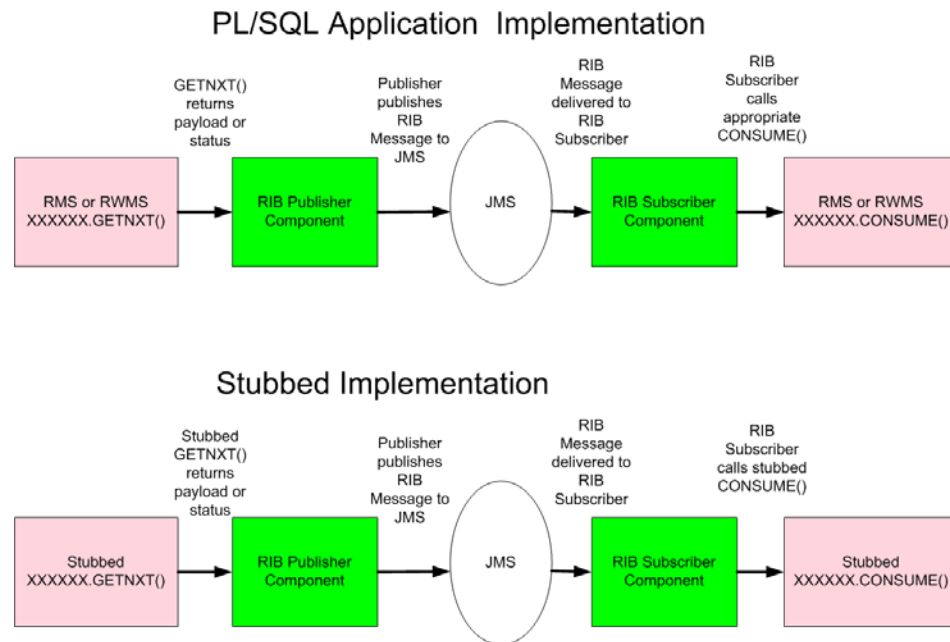 PL/SQL Application Implementation
GETNXT()
returns
payload or
status
Publisher
publishes
RIB
Message to
JMS
RIB
Message
delivered to
RIB
Subscriber
RIB
Subscriber
calls
appropriate
CONSUME()
RMS or RWMS
XXXXXX.GETNXT()
RIB Publisher
Component
JMS
RIB Subscriber
Component
RMS or RWMS
XXXXXX.CONSUME()
Stubbed Implementation
Stubbed
GETNXT()
returns
payload or
status
Publisher
publishes
RIB
Message to
JMS
RIB
Message
delivered to
RIB
Subscriber
RIB
Subscriber
calls stubbed
CONSUME()
Stubbed
XXXXXX.GETNXT()
RIB Publisher
Component
JMS
RIB Subscriber
Component
Stubbed
XXXXXX.CONSUME()